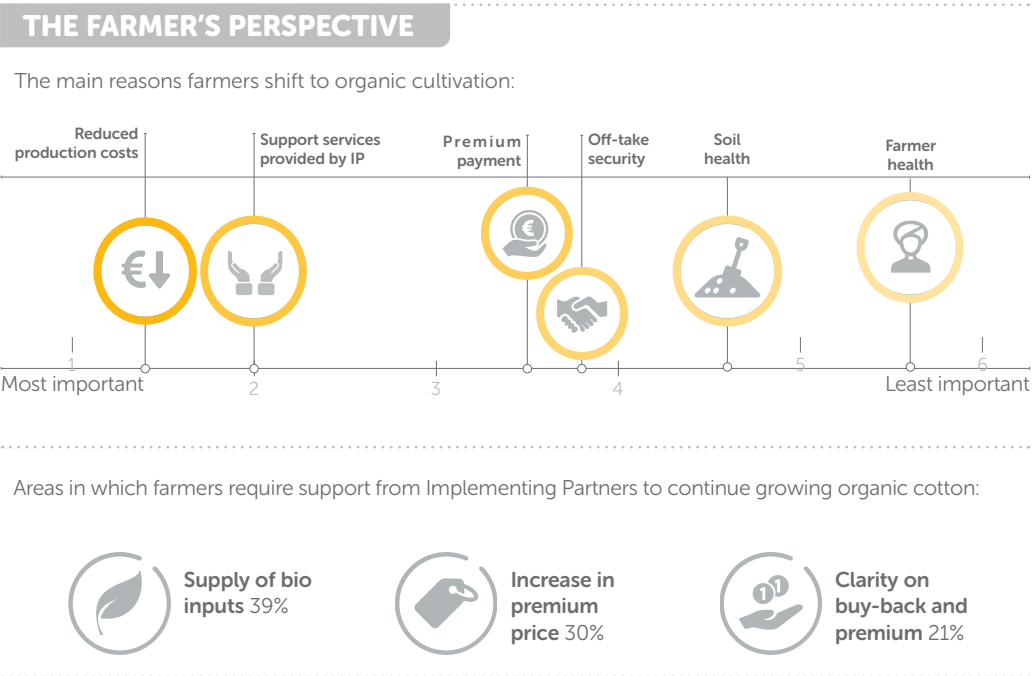 THE FARMER'S PERSPECTIVE
The main reasons farmers shift to organic cultivation:
Reduced
production costs
Support services
provided by IP
Premium
payment
Off-take
security
Soil
health
Farmer
health
€
€
1
2
3
4
5
6
Most important
Least important
Areas in which farmers require support from Implementing Partners to continue growing organic cotton:
Supply of bio
inputs 39%
1 1
Increase in
premium
price 30%
Clarity on
buy-back and
premium 21%